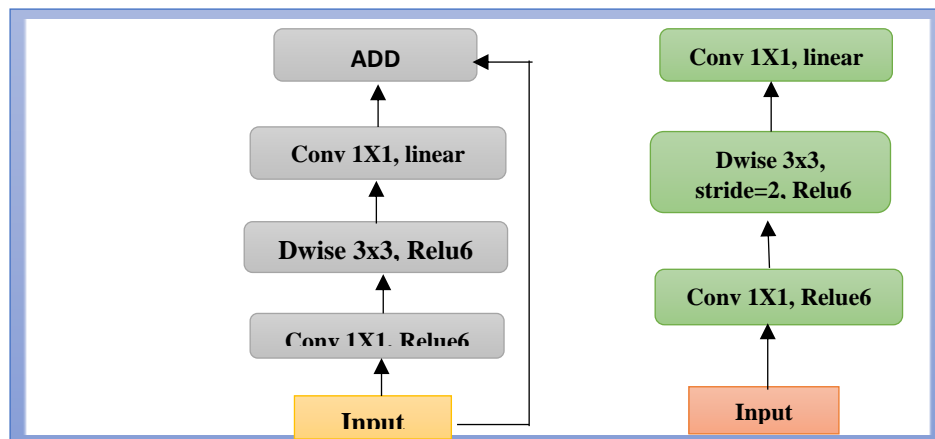 ADD
Conv 1X1, linear
Dwise 3x3, Relu6
Conv 1X1, Relue6
Input
Conv 1X1, linear
Dwise 3x3,
stride=2, Relu6
Conv 1X1, Relue6
Input